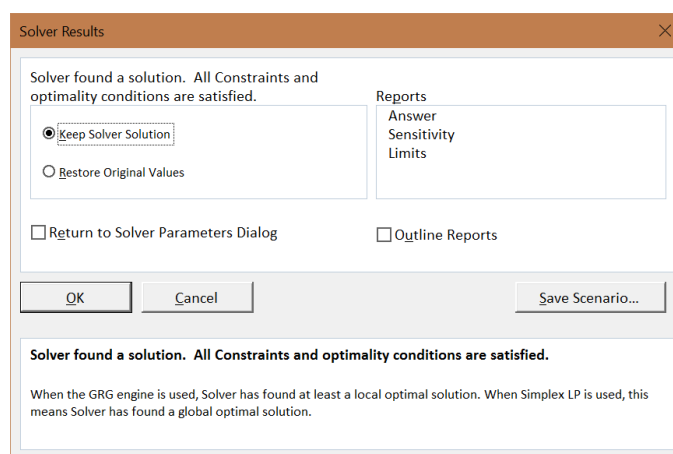 Solver Results
Solver found a solution.  All Constraints and
optimality conditions are satisfied.
Reports
Answer
Sensitivity
Limits
Keep Solver Solution
Restore Original Values
Return to Solver Parameters Dialog
Outline Reports
OK
Cancel
Save Scenario...
Solver found a solution.  All Constraints and optimality conditions are satisfied.
When the GRG engine is used, Solver has found at least a local optimal solution. When Simplex LP is used, this
means Solver has found a global optimal solution.